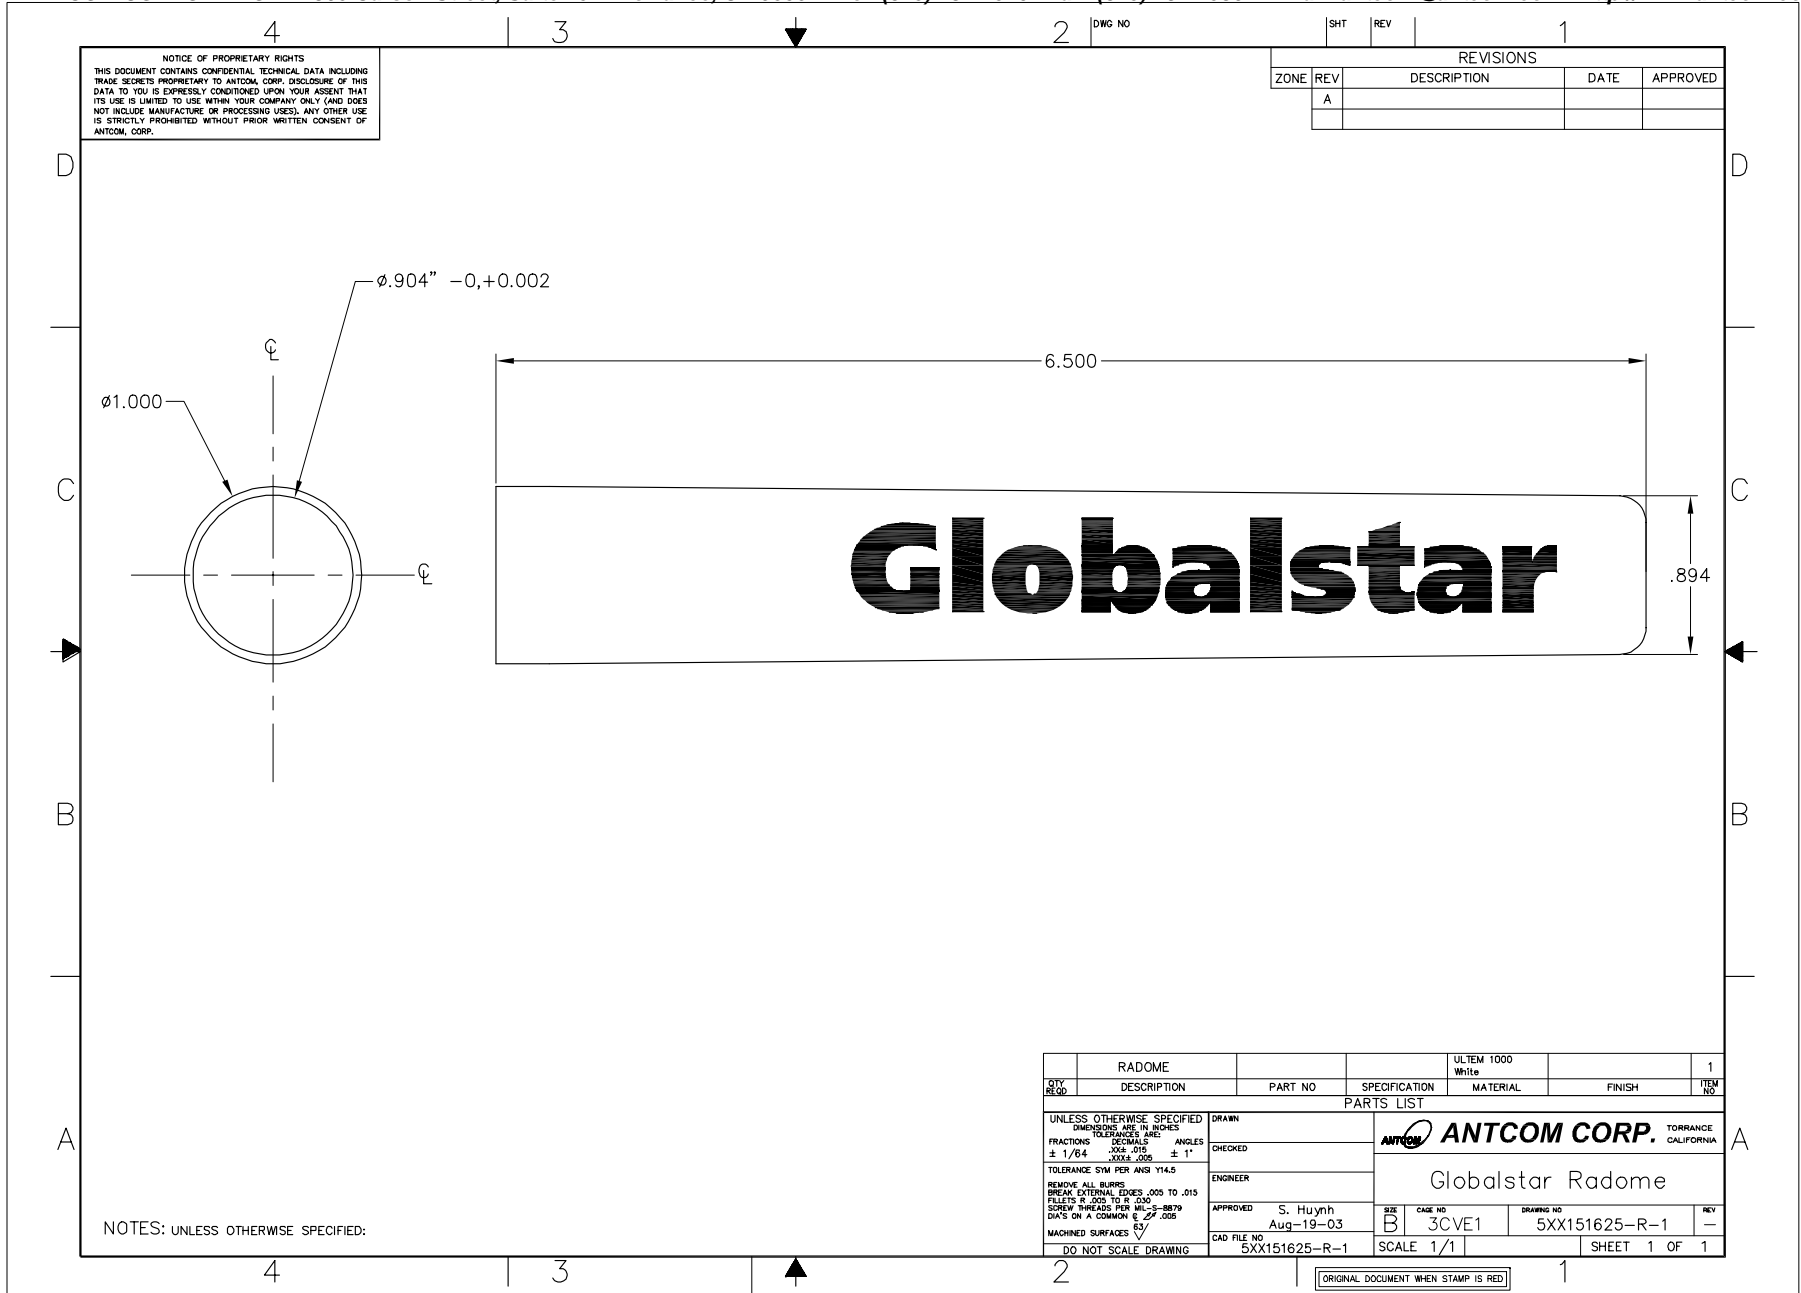 4 3 2 1
DWG NO
SHT
REV
NOTICE OF PROPRIETARY RIGHTS
THIS DOCUMENT CONTAINS CONFIDENTIAL TECHNICAL DATA INCLUDING
TRADE SECRETS PROPRIETARY TO ANTCOM, CORP. DISCLOSURE OF THIS
DATA TO YOU IS EXPRESSLY CONDITIONED UPON YOUR ASSENT THAT
ITS USE IS LIMITED TO USE WITHIN YOUR COMPANY ONLY (AND DOES
NOT INCLUDE MANUFACTURE OR PROCESSING USES). ANY OTHER USE
IS STRICTLY PROHIBITED WITHOUT PRIOR WRITTEN CONSENT OF
ANTCOM, CORP.
REVISIONS
ZONE REV DESCRIPTION DATE APPROVED
A
D D
ø.904" -0,+0.002
℄
6.500
ø1.000
C C
Globalstar
℄
.894
B B
RADOME
ULTEM 1000
White
1
QTY REQD DESCRIPTION PART NO SPECIFICATION MATERIAL FINISH ITEM NO
PARTS LIST
A A
UNLESS OTHERWISE SPECIFIED
DIMENSIONS ARE IN INCHES
TOLERANCES ARE:
FRACTIONS DECIMALS ANGLES
± 1/64 .XX± .015 ± 1°
.XXX± .005
TOLERANCE SYM PER ANSI Y14.5
REMOVE ALL BURRS
BREAK EXTERNAL EDGES .005 TO .015
FILLETS R .005 TO R .030
SCREW THREADS PER MIL-S-8879
DIA'S ON A COMMON ℄ .005
MACHINED SURFACES 63/
DO NOT SCALE DRAWING
DRAWN
CHECKED
ENGINEER
APPROVED S. Huynh
Aug-19-03
CAD FILE NO
5XX151625-R-1
ANTCOM ANTCOM CORP. TORRANCE
CALIFORNIA
Globalstar Radome
SIZE B
CAGE NO 3CVE1
DRAWING NO 5XX151625-R-1
REV -
SCALE 1/1
SHEET 1 OF 1
NOTES: UNLESS OTHERWISE SPECIFIED:
4 3 2 1
ORIGINAL DOCUMENT WHEN STAMP IS RED